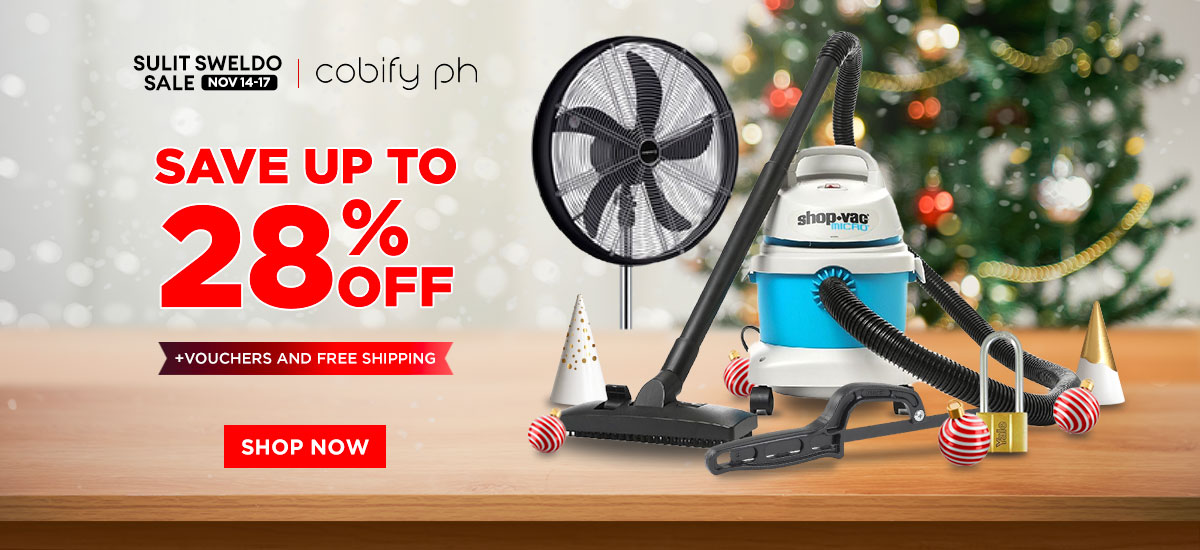 SULIT SWELDO
SALE NOV 14-17
cobify ph
SAVE UP TO
28%
OFF
+VOUCHERS AND FREE SHIPPING
SHOP NOW
shop•vac®
MICRO
Yale